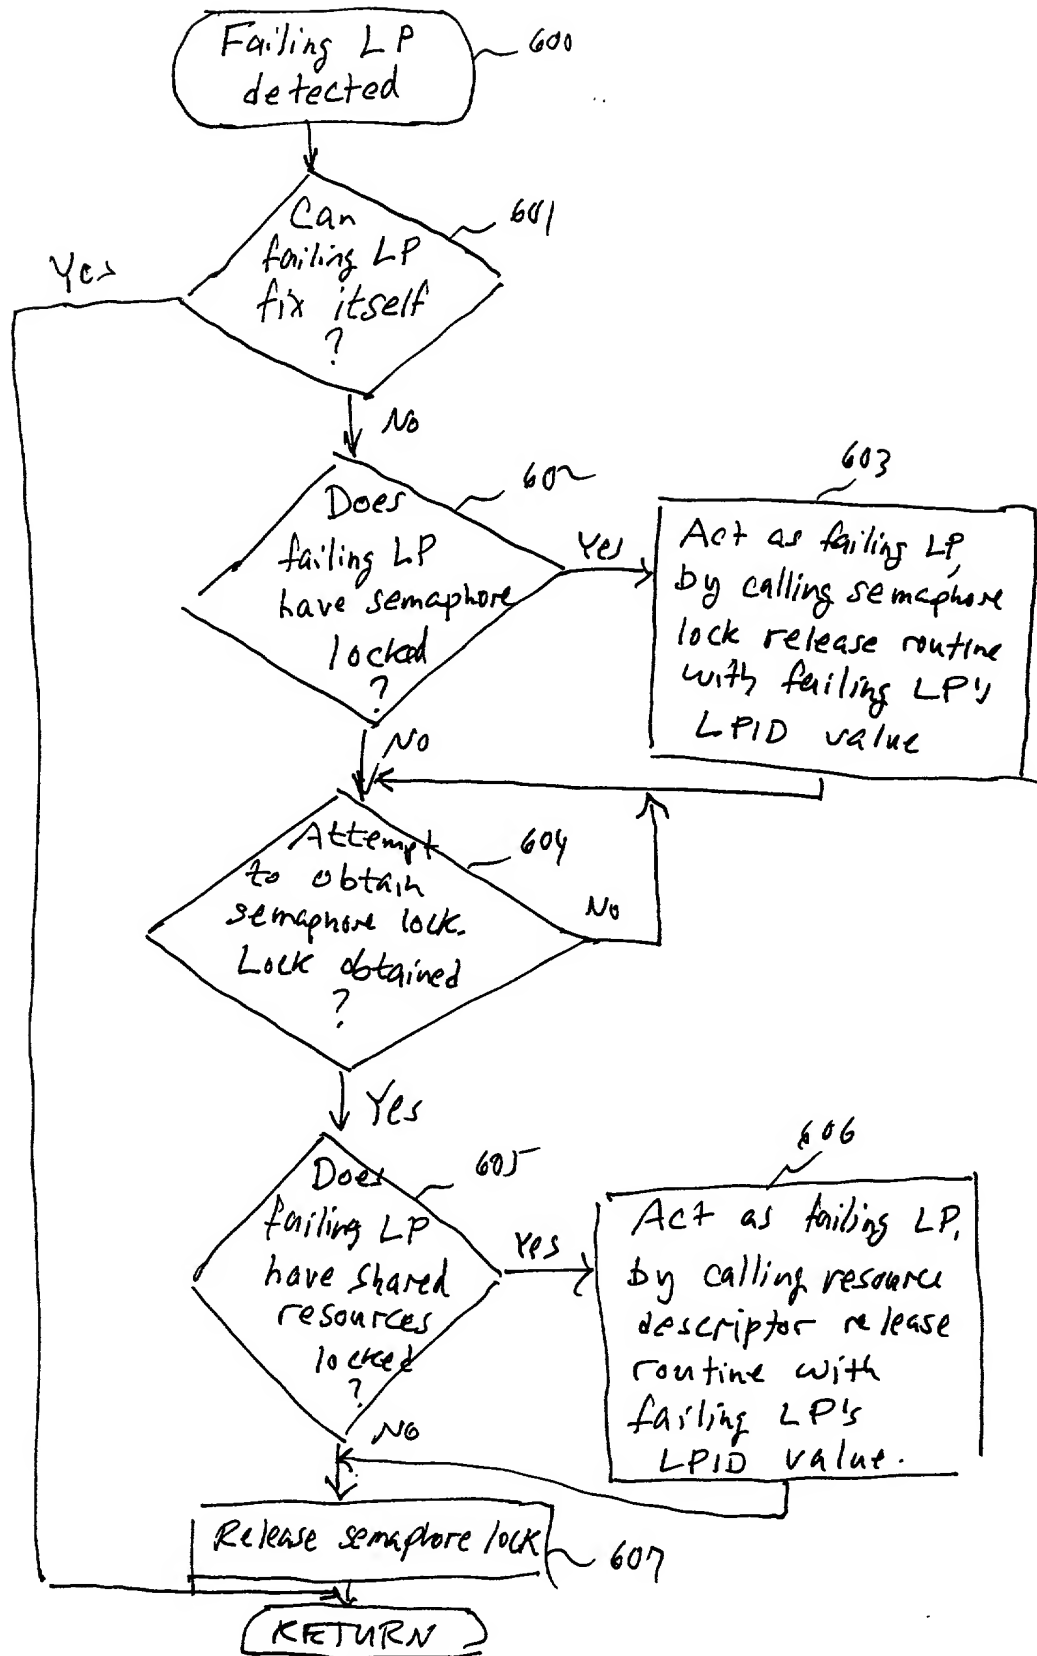 Failing LP
detected
600
Can
failing LP
fix itself
?
601
Yes
No
Does
failing LP
have semaphore
locked
?
602
Yes
603
Act as failing LP,
by calling semaphore
lock release routine
with failing LP's
LPID value
No
Attempt
to obtain
semaphore lock.
Lock obtained
?
604
No
Yes
Does
failing LP
have shared
resources
locked
?
605
Yes
606
Act as failing LP,
by calling resource
descriptor release
routine with
failing LP's
LPID value.
No
Release semaphore lock
607
RETURN